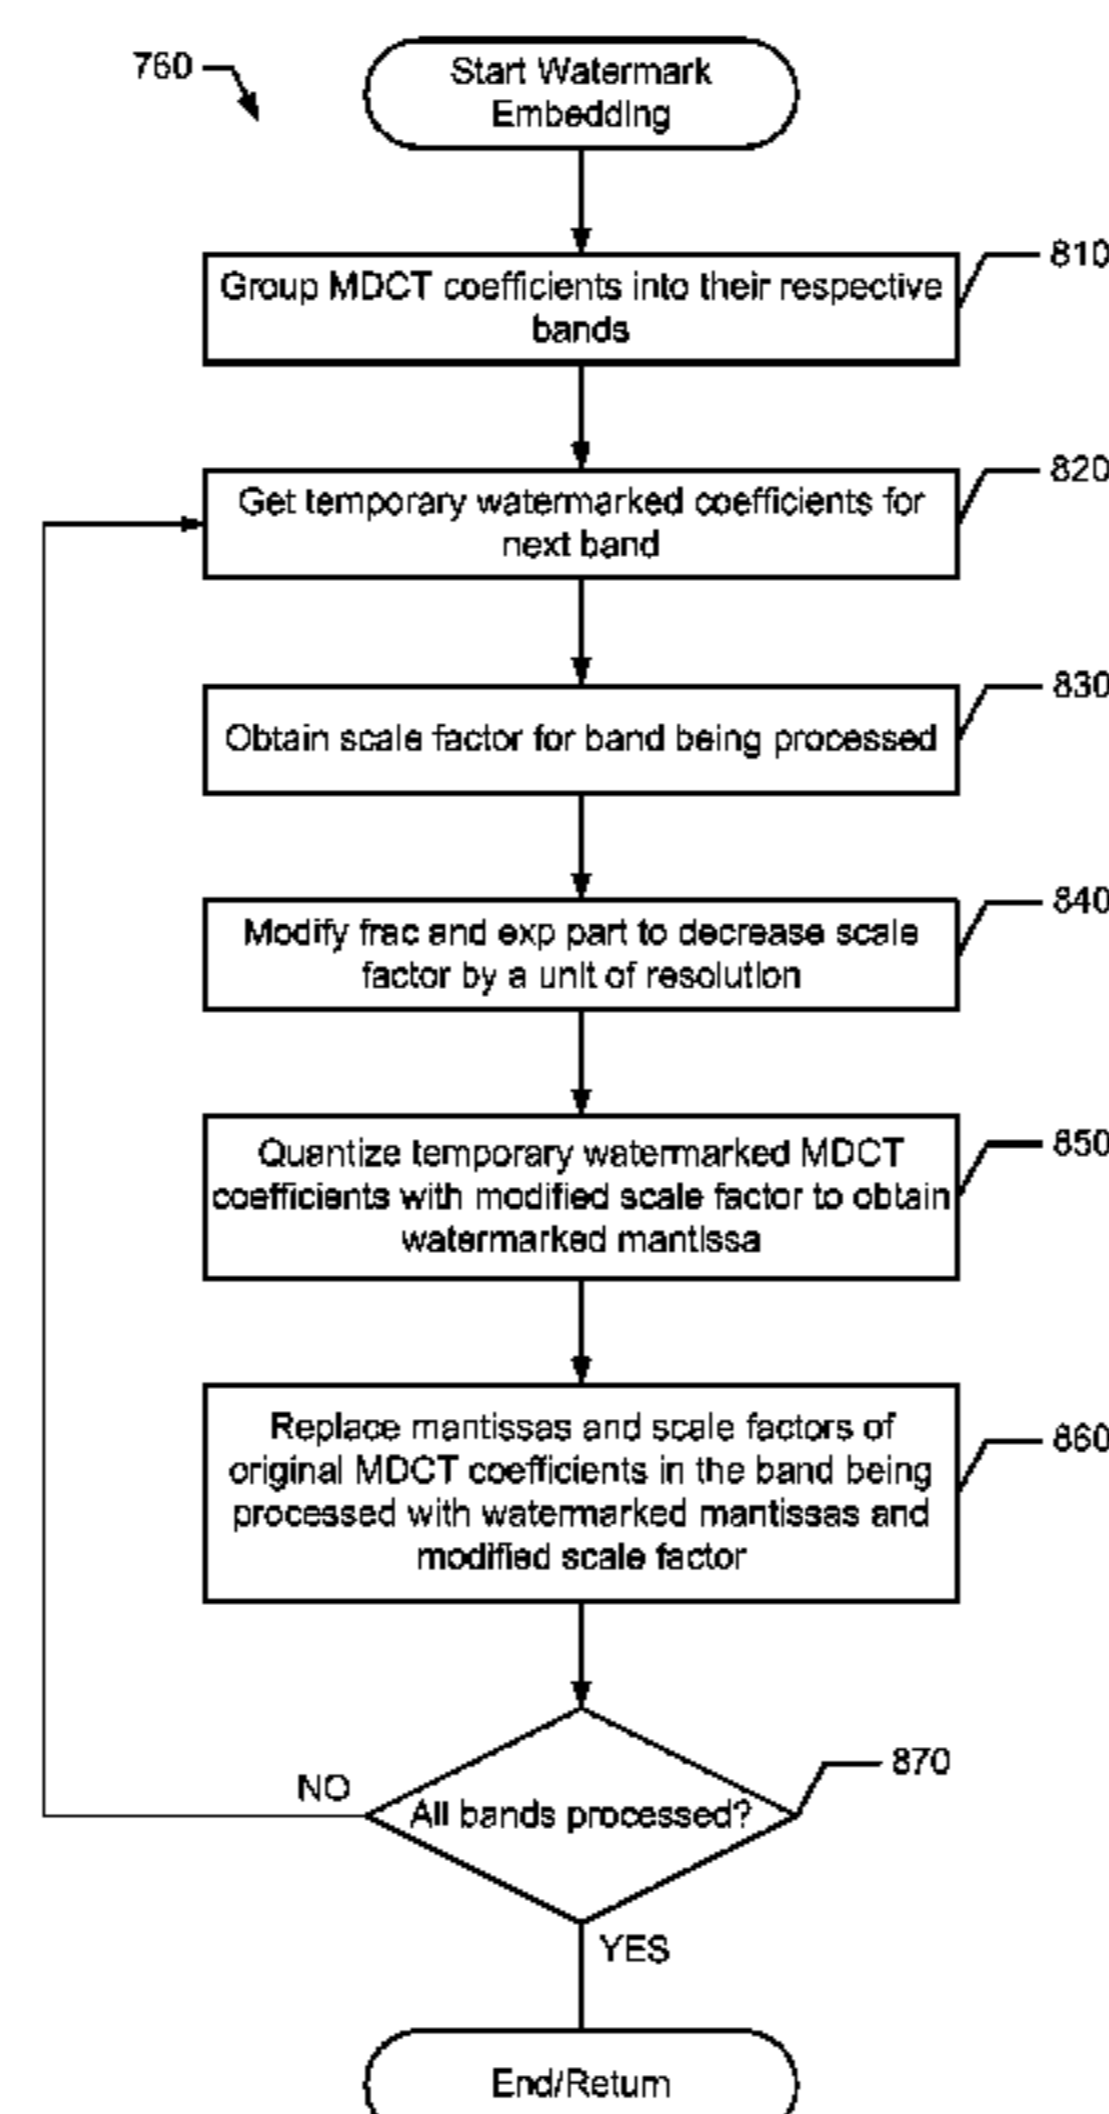 760
Start Watermark
Embedding
810
Group MDCT coefficients into their respective
bands
820
Get temporary watermarked coefficients for
next band
830
Obtain scale factor for band being processed
840
Modify frac and exp part to decrease scale
factor by a unit of resolution
850
Quantize temporary watermarked MDCT
coefficients with modified scale factor to obtain
watermarked mantissa
860
Replace mantissas and scale factors of
original MDCT coefficients in the band being
processed with watermarked mantissas and
modified scale factor
870
NO
All bands processed?
YES
End/Return